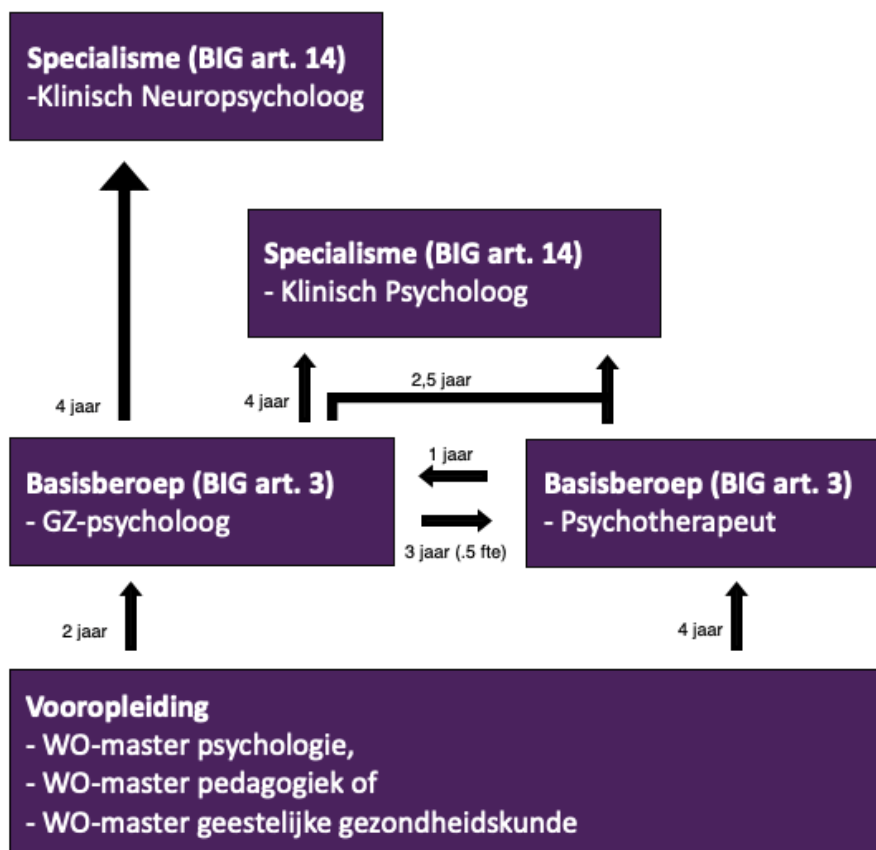 Specialisme (BIG art. 14)
-Klinisch Neuropsycholoog
Specialisme (BIG art. 14)
- Klinisch Psycholoog
4 jaar
4 jaar
2,5 jaar
Basisberoep (BIG art. 3)
- GZ-psycholoog
1 jaar
3 jaar (.5 fte)
Basisberoep (BIG art. 3)
- Psychotherapeut
2 jaar
4 jaar
Vooropleiding
- WO-master psychologie,
- WO-master pedagogiek of
- WO-master geestelijke gezondheidskunde